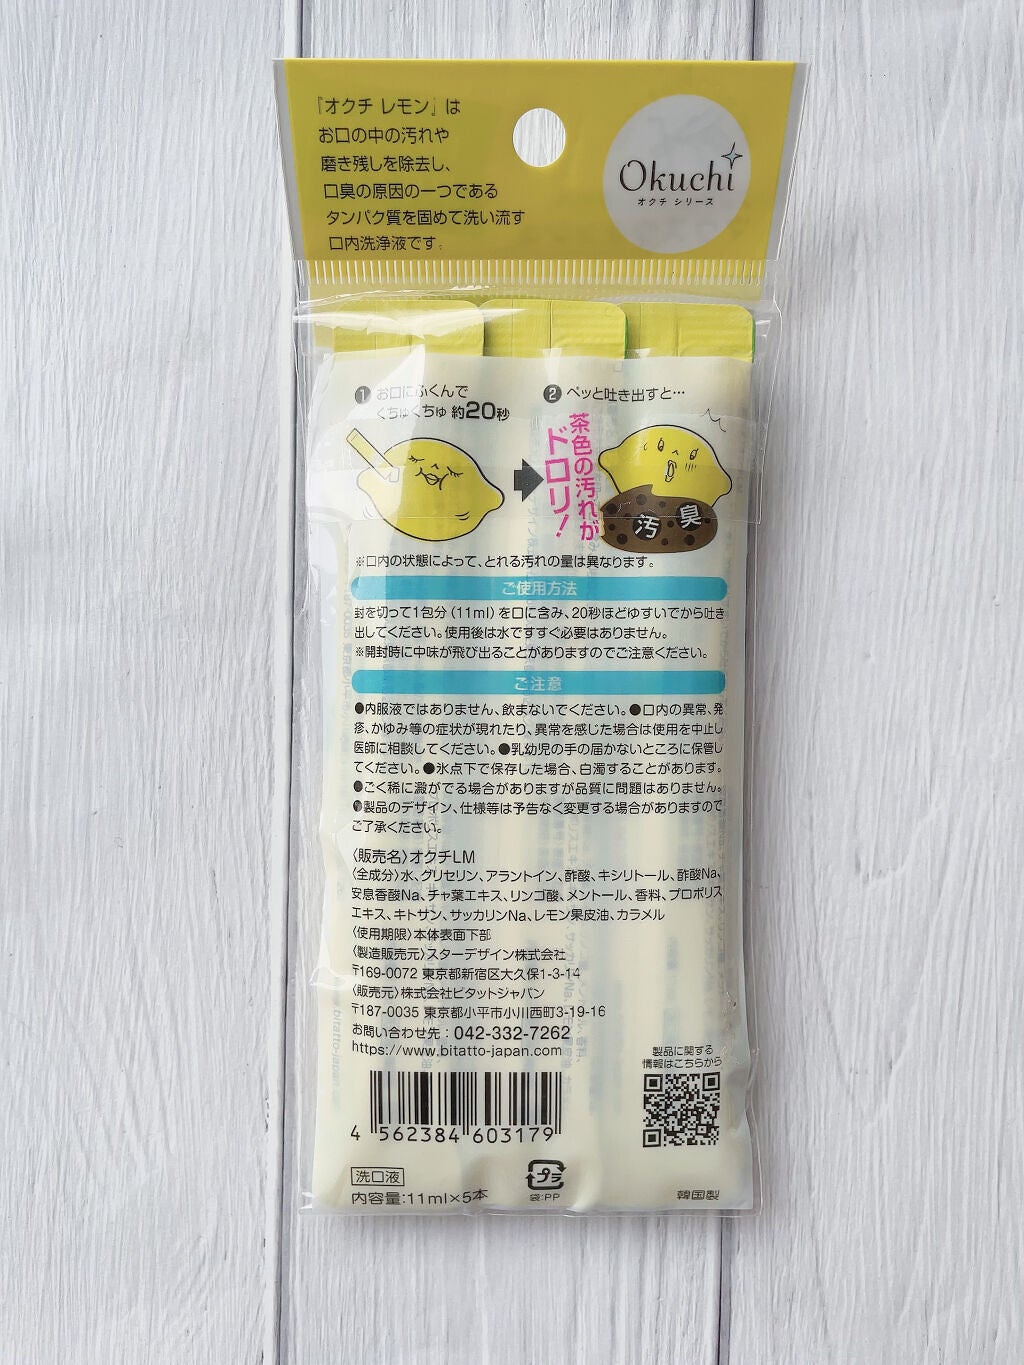 『オクチ レモン』は
お口の中の汚れや
磨き残しを除去し、
口臭の原因の一つである
タンパク質を固めて洗い流す
口内洗浄液です。
Okuchi
オクチ シリーズ
1 お口にふくんで
くちゅくちゅ 約20秒
2 ペッと吐き出すと…
茶色の汚れが
ドロリ!
汚 臭
※口内の状態によって、とれる汚れの量は異なります。
ご使用方法
封を切って1包分(11ml)を口に含み、20秒ほどゆすいでから吐き
出してください。使用後は水ですすぐ必要はありません。
※開封時に中味が飛び出ることがありますのでご注意ください。
ご注意
●内服液ではありません、飲まないでください。●口内の異常、発
疹、かゆみ等の症状が現れたり、異常を感じた場合は使用を中止し
医師に相談してください。●乳幼児の手の届かないところに保管し
てください。●氷点下で保存した場合、白濁することがあります。
●ごく稀に澱がでる場合がありますが品質に問題はありません。
●製品のデザイン、仕様等は予告なく変更する場合がありますので
ご了承ください。
〈販売名〉オクチLM
〈全成分〉水、グリセリン、アラントイン、酢酸、キシリトール、酢酸Na、
安息香酸Na、チャ葉エキス、リンゴ酸、メントール、香料、プロポリス
エキス、キトサン、サッカリンNa、レモン果皮油、カラメル
〈使用期限〉本体表面下部
〈製造販売元〉スターデザイン株式会社
〒169-0072 東京都新宿区大久保1-3-14
〈販売元〉株式会社ビタットジャパン
〒187-0035 東京都小平市小川西町3-19-16
お問い合わせ先：042-332-7262
https://www.bitatto-japan.com
製品に関する
情報はこちらから
4 562384 603179
洗口液
内容量:11ml×5本
プラ
袋:PP
韓国製